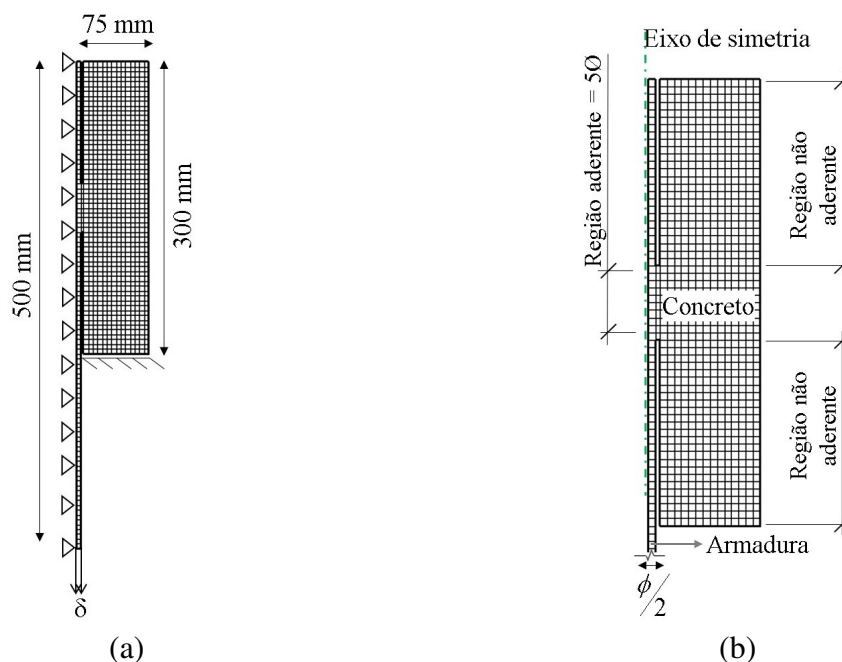 75 mm
500 mm
300 mm
δ
(a)
Eixo de simetria
Região aderente = 5Ø
Região não
aderente
Concreto
Região não
aderente
Armadura
ϕ/2
(b)